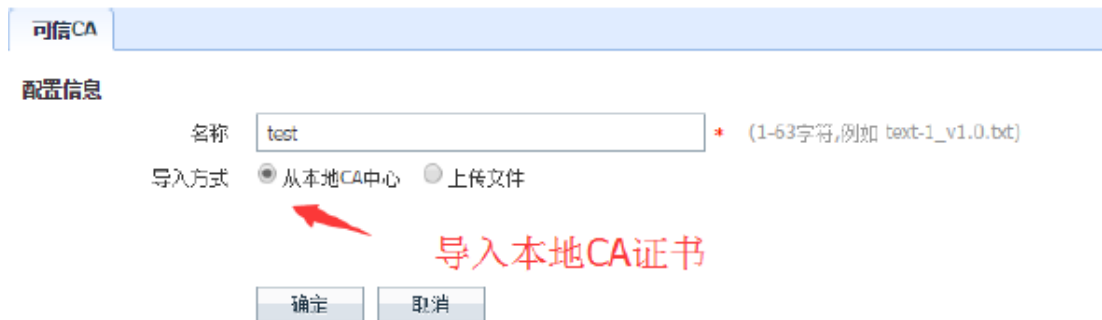 可信CA
配置信息
名称 test * (1-63字符,例如 text-1_v1.0.txt)
导入方式 从本地CA中心 上传文件
导入本地CA证书
确定 取消